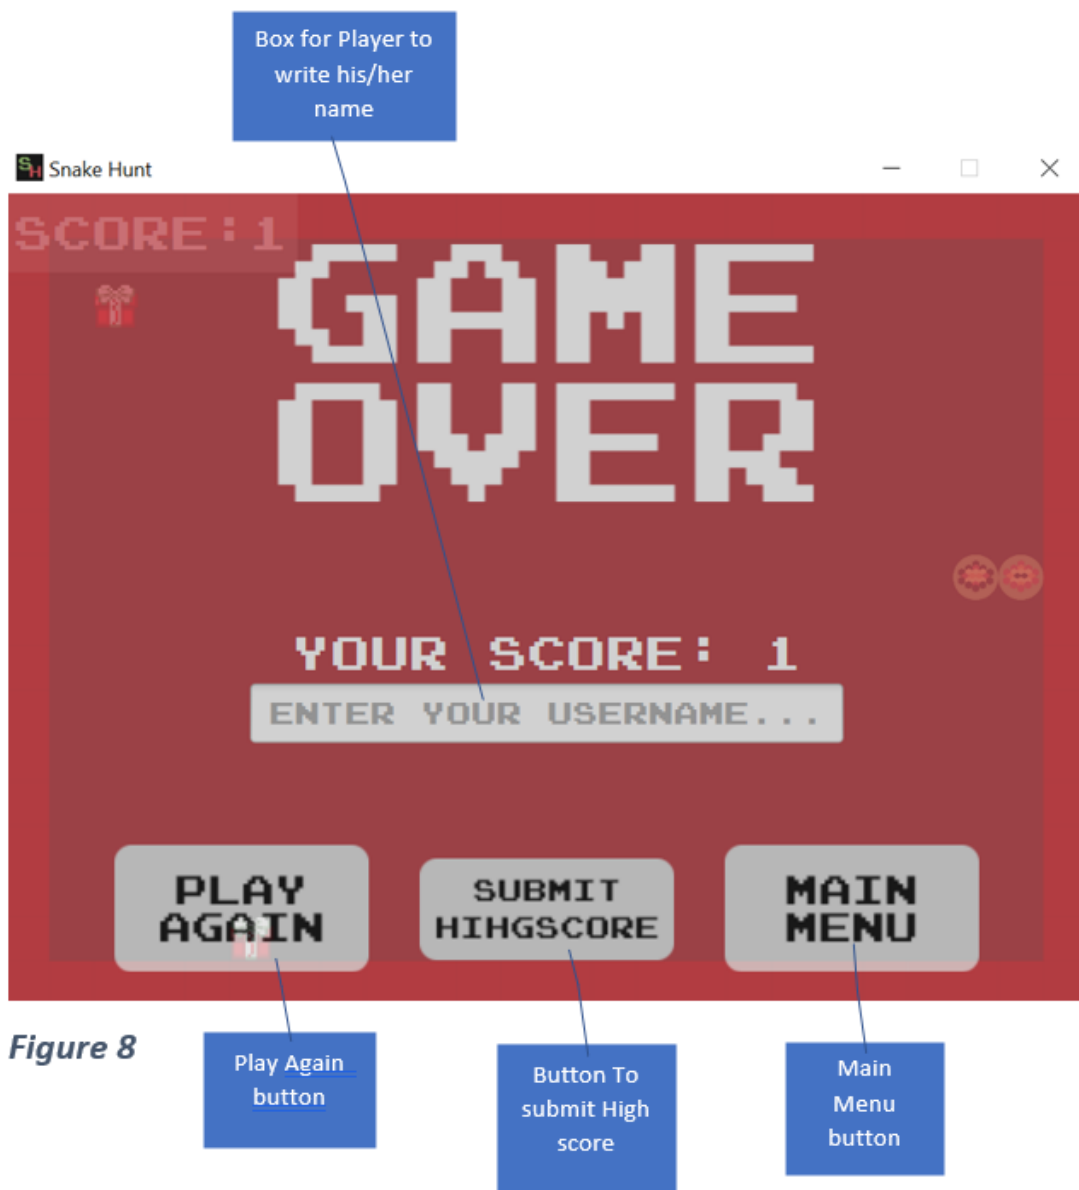 Box for Player to
write his/her
name
Snake Hunt
SCORE:1
GAME
OVER
YOUR SCORE: 1
ENTER YOUR USERNAME...
PLAY
AGAIN
SUBMIT
HIHGSCORE
MAIN
MENU
Figure 8
Play Again
button
Button To
submit High
score
Main
Menu
button